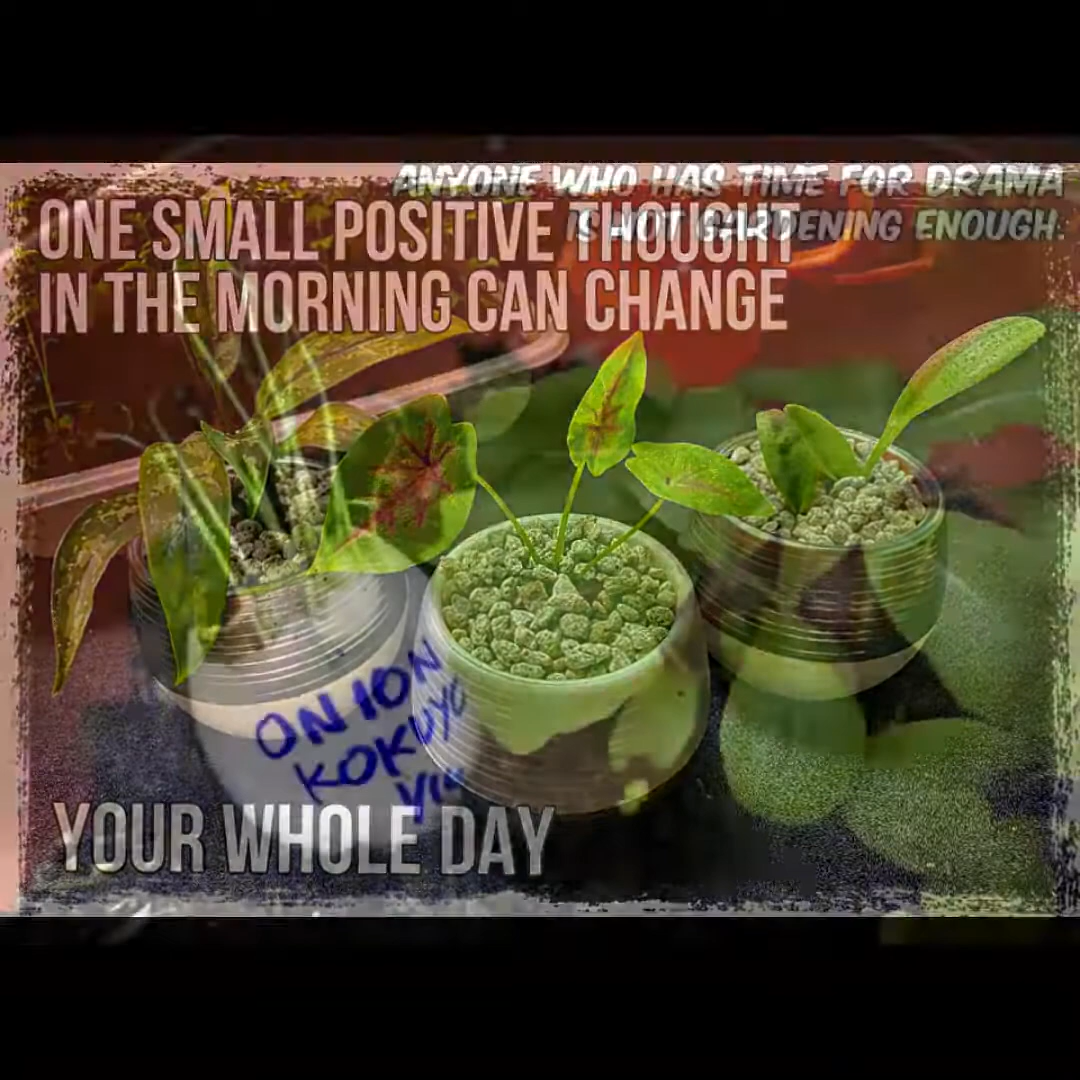 ANYONE WHO HAS TIME FOR DRAMA
IS NOT GARDENING ENOUGH.
ONE SMALL POSITIVE THOUGHT
IN THE MORNING CAN CHANGE
ONION
KOKUYO
YOUR WHOLE DAY